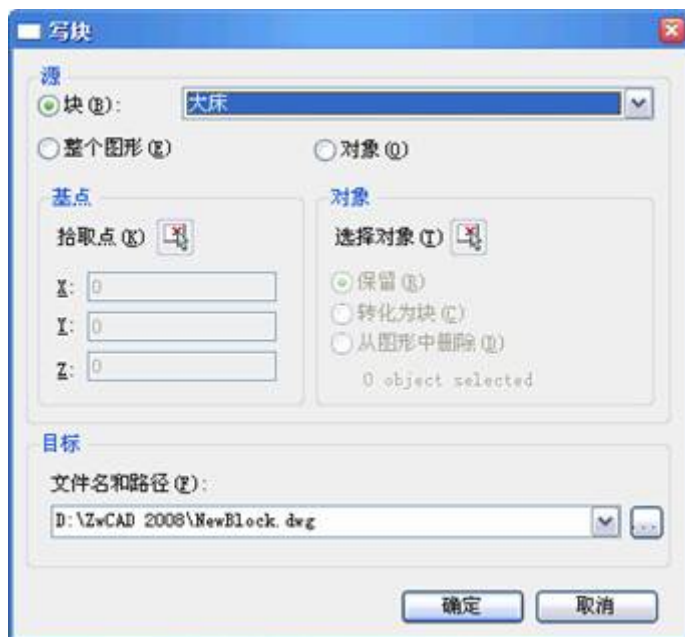 写块
源
块(B): 大床
整个图形(E) 对象(O)
基点
拾取点(K)
X: 0
Y: 0
Z: 0
对象
选择对象(T)
保留(R)
转化为块(C)
从图形中删除(D)
0 object selected
目标
文件名和路径(F):
D:\ZwCAD 2008\NewBlock.dwg
...
确定 取消